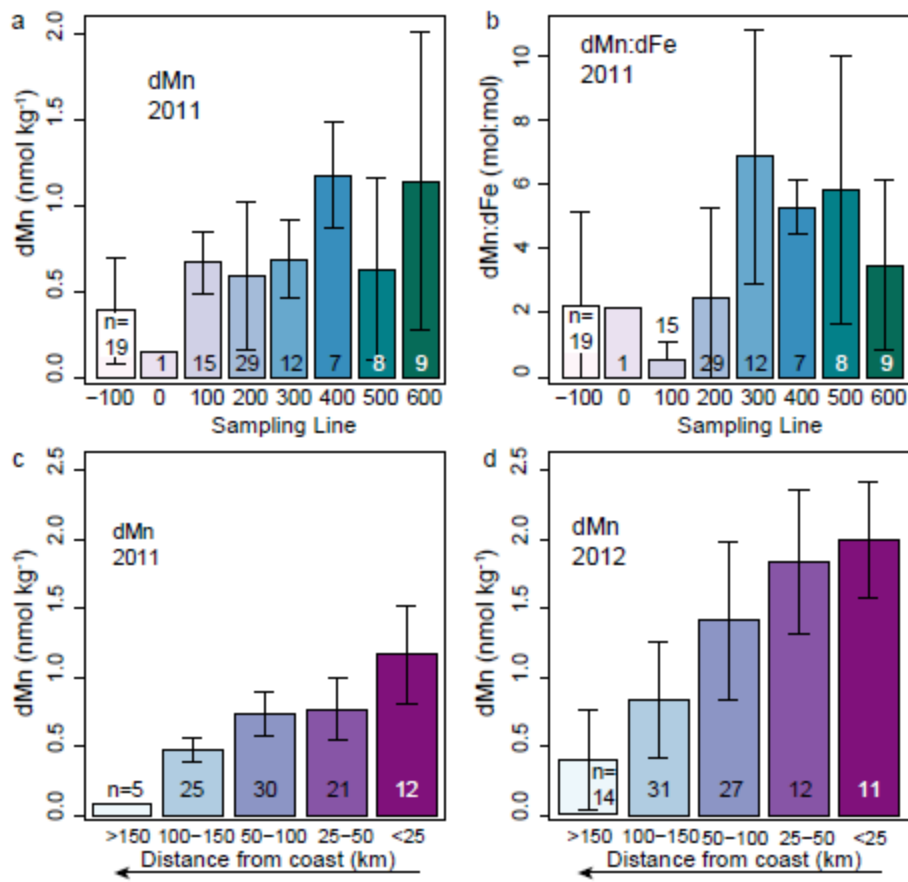 a
dMn
2011
dMn (nmol kg⁻¹)
0.0 0.5 1.0 1.5 2.0
n=
19 1 15 29 12 7 8 9
−100 0 100 200 300 400 500 600
Sampling Line
b
dMn:dFe
2011
dMn:dFe (mol:mol)
0 2 4 6 8 10
n=
19 1 15 29 12 7 8 9
−100 0 100 200 300 400 500 600
Sampling Line
c
dMn
2011
dMn (nmol kg⁻¹)
0.0 0.5 1.0 1.5 2.0 2.5
n=5 25 30 21 12
>150 100−150 50−100 25−50 <25
Distance from coast (km)
d
dMn
2012
dMn (nmol kg⁻¹)
0.0 0.5 1.0 1.5 2.0 2.5
n=
14 31 27 12 11
>150 100−150 50−100 25−50 <25
Distance from coast (km)